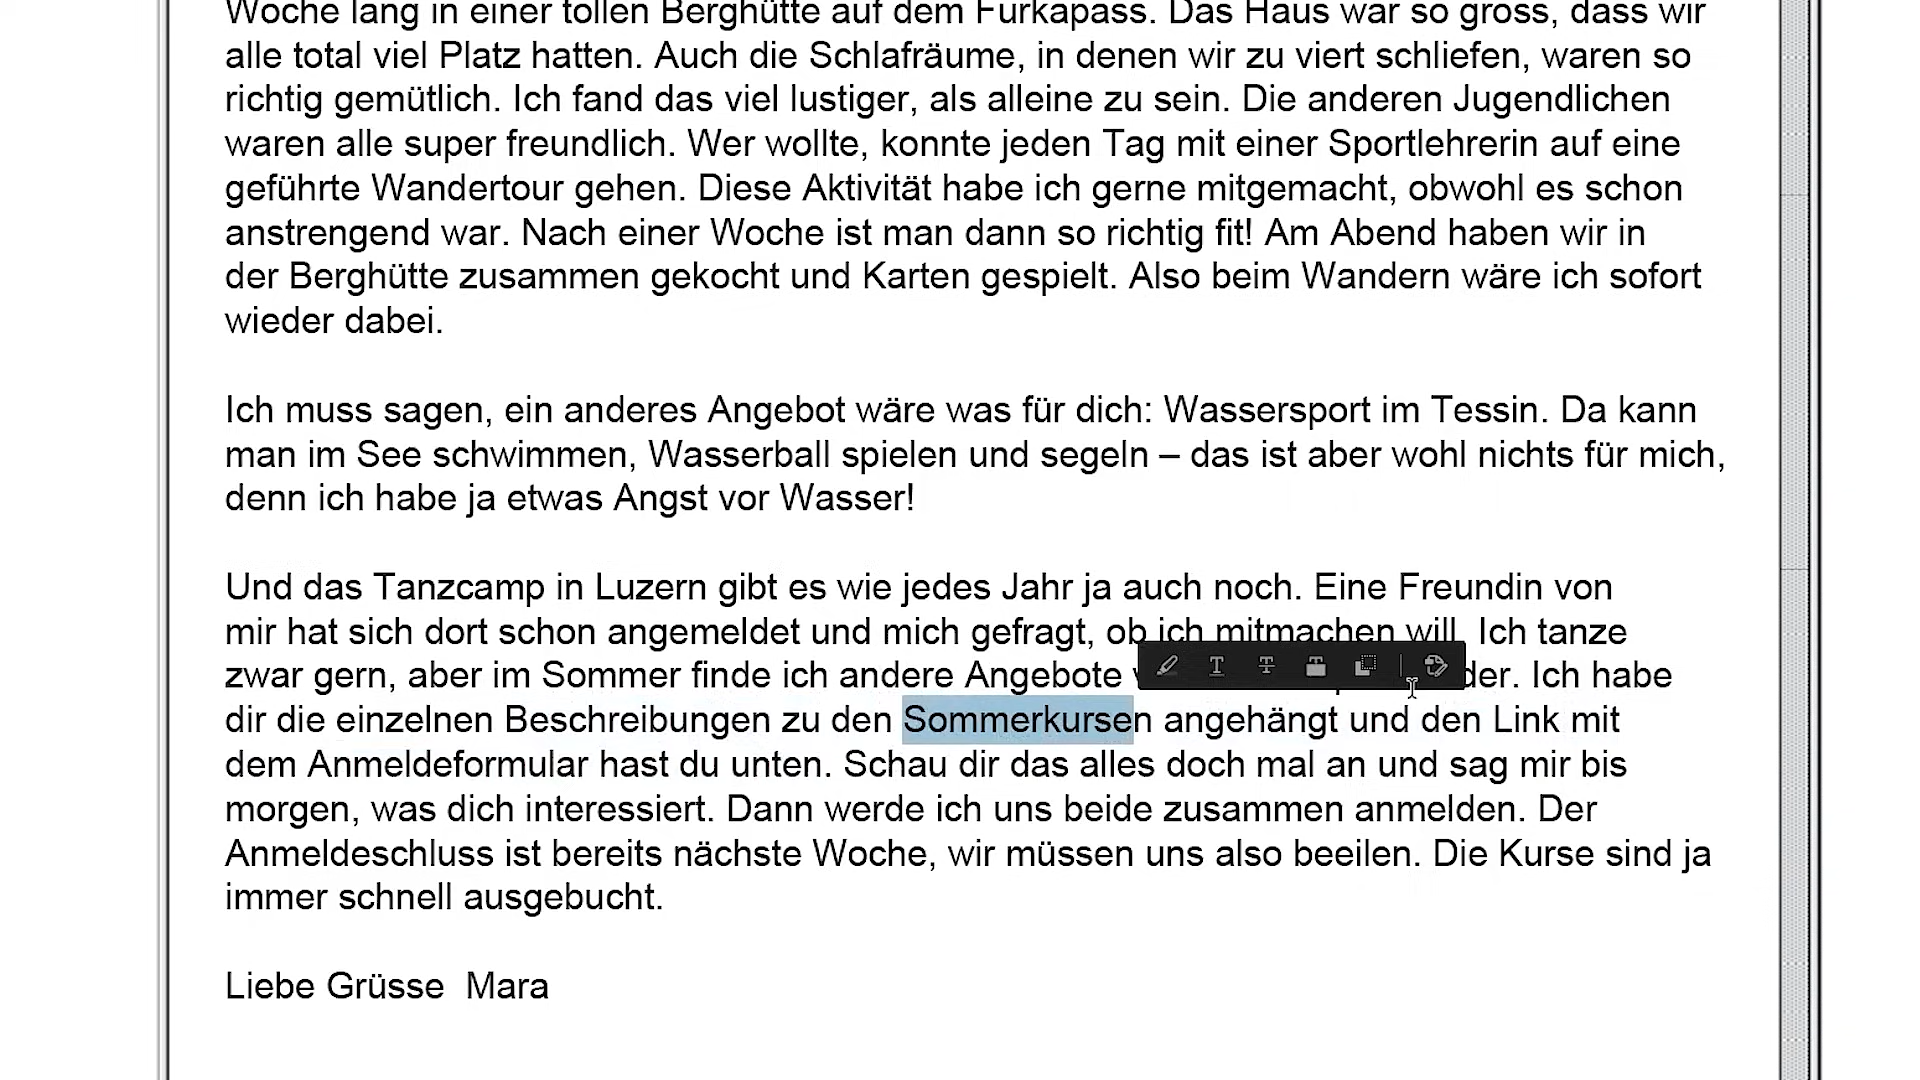 Woche lang in einer tollen Berghütte auf dem Furkapass. Das Haus war so gross, dass wir
alle total viel Platz hatten. Auch die Schlafräume, in denen wir zu viert schliefen, waren so
richtig gemütlich. Ich fand das viel lustiger, als alleine zu sein. Die anderen Jugendlichen
waren alle super freundlich. Wer wollte, konnte jeden Tag mit einer Sportlehrerin auf eine
geführte Wandertour gehen. Diese Aktivität habe ich gerne mitgemacht, obwohl es schon
anstrengend war. Nach einer Woche ist man dann so richtig fit! Am Abend haben wir in
der Berghütte zusammen gekocht und Karten gespielt. Also beim Wandern wäre ich sofort
wieder dabei.
Ich muss sagen, ein anderes Angebot wäre was für dich: Wassersport im Tessin. Da kann
man im See schwimmen, Wasserball spielen und segeln – das ist aber wohl nichts für mich,
denn ich habe ja etwas Angst vor Wasser!
Und das Tanzcamp in Luzern gibt es wie jedes Jahr ja auch noch. Eine Freundin von
mir hat sich dort schon angemeldet und mich gefragt, ob ich mitmachen will. Ich tanze
zwar gern, aber im Sommer finde ich andere Angebote der. Ich habe
dir die einzelnen Beschreibungen zu den Sommerkursen angehängt und den Link mit
dem Anmeldeformular hast du unten. Schau dir das alles doch mal an und sag mir bis
morgen, was dich interessiert. Dann werde ich uns beide zusammen anmelden. Der
Anmeldeschluss ist bereits nächste Woche, wir müssen uns also beeilen. Die Kurse sind ja
immer schnell ausgebucht.
Liebe Grüsse  Mara